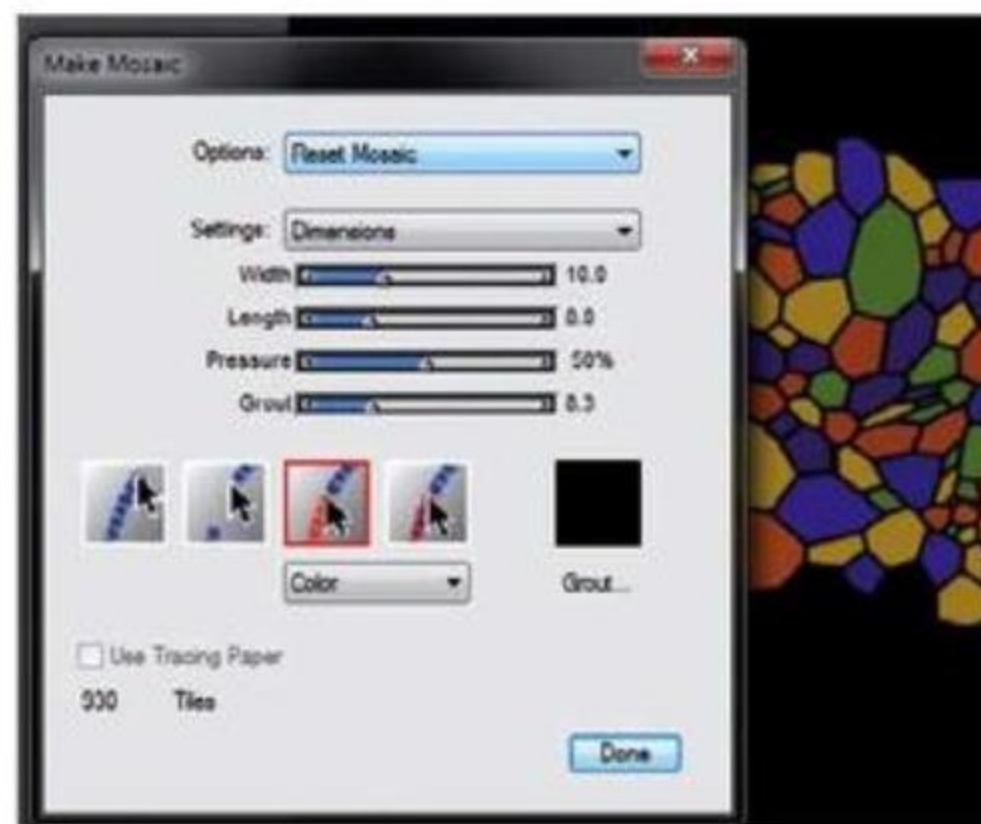 Make Mosaic
Options: Reset Mosaic
Settings: Dimensions
Width 10.0
Length
Pressure 50%
Grout
Color
Grout...
Use Tracing Paper
Tiles
Done